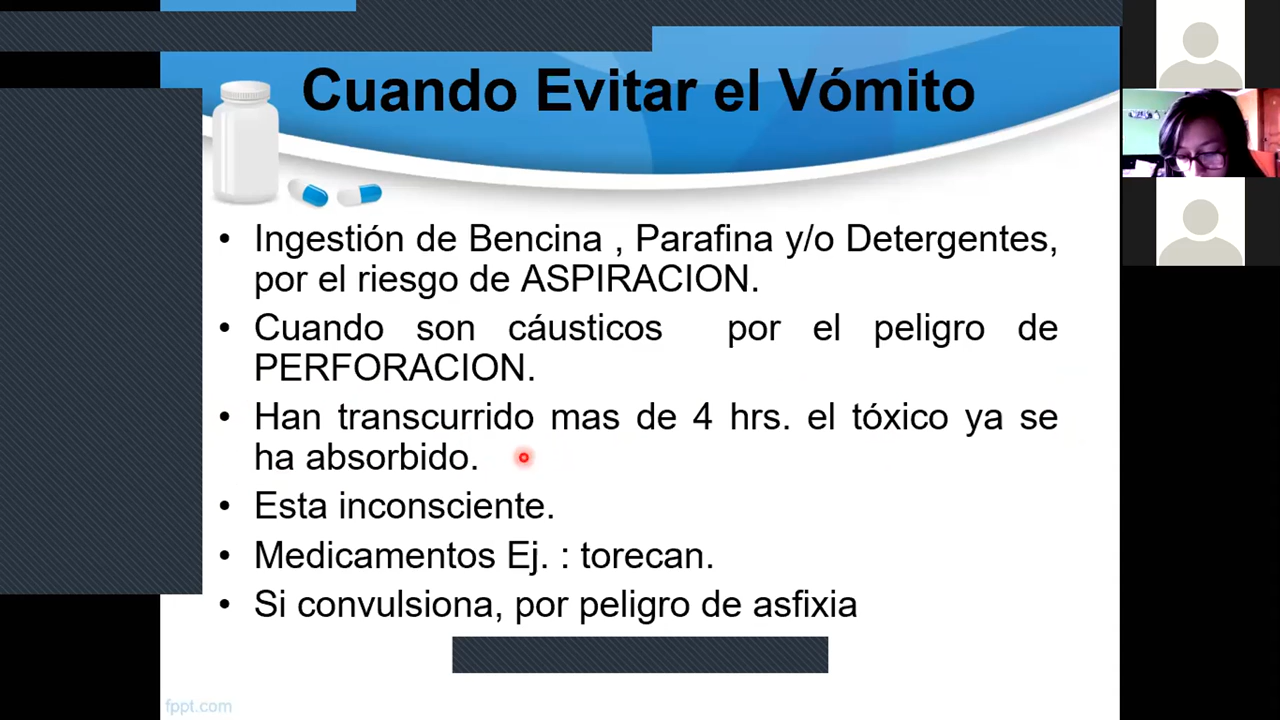 Cuando Evitar el Vómito
• Ingestión de Bencina , Parafina y/o Detergentes,
por el riesgo de ASPIRACION.
• Cuando son cáusticos por el peligro de
PERFORACION.
• Han transcurrido mas de 4 hrs. el tóxico ya se
ha absorbido.
• Esta inconsciente.
• Medicamentos Ej. : torecan.
• Si convulsiona, por peligro de asfixia
fppt.com